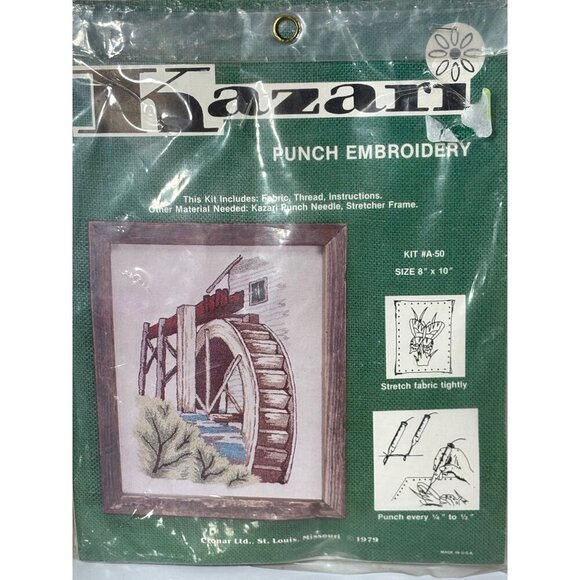 Kazari
PUNCH EMBROIDERY
This Kit Includes: Fabric, Thread, Instructions.
Other Material Needed: Kazari Punch Needle, Stretcher Frame.
KIT #A-50
SIZE 8" x 10"
Stretch fabric tightly
Punch every ¼" to ½"
Clonar Ltd., St. Louis, Missouri © 1979
MADE IN U.S.A.